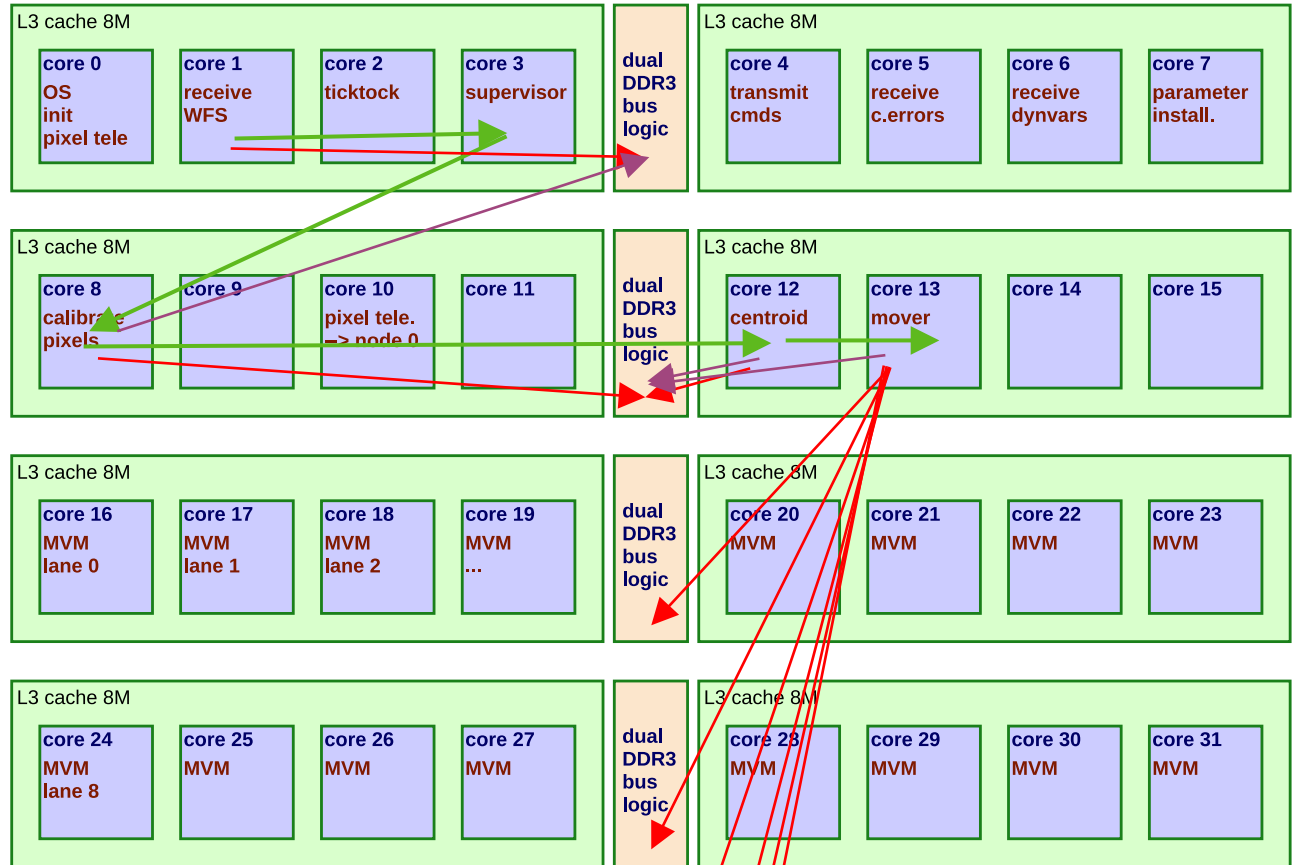 L3 cache 8M
core 0
OS
init
pixel tele
core 1
receive
WFS
core 2
ticktock
core 3
supervisor
dual
DDR3
bus
logic
L3 cache 8M
core 4
transmit
cmds
core 5
receive
c.errors
core 6
receive
dynvars
core 7
parameter
install.
L3 cache 8M
core 8
calibrate
pixels
core 9
core 10
pixel tele.
–> node 0
core 11
dual
DDR3
bus
logic
L3 cache 8M
core 12
centroid
core 13
mover
core 14
core 15
L3 cache 8M
core 16
MVM
lane 0
core 17
MVM
lane 1
core 18
MVM
lane 2
core 19
MVM
...
dual
DDR3
bus
logic
L3 cache 8M
core 20
MVM
core 21
MVM
core 22
MVM
core 23
MVM
L3 cache 8M
core 24
MVM
lane 8
core 25
MVM
core 26
MVM
core 27
MVM
dual
DDR3
bus
logic
L3 cache 8M
core 28
MVM
core 29
MVM
core 30
MVM
core 31
MVM